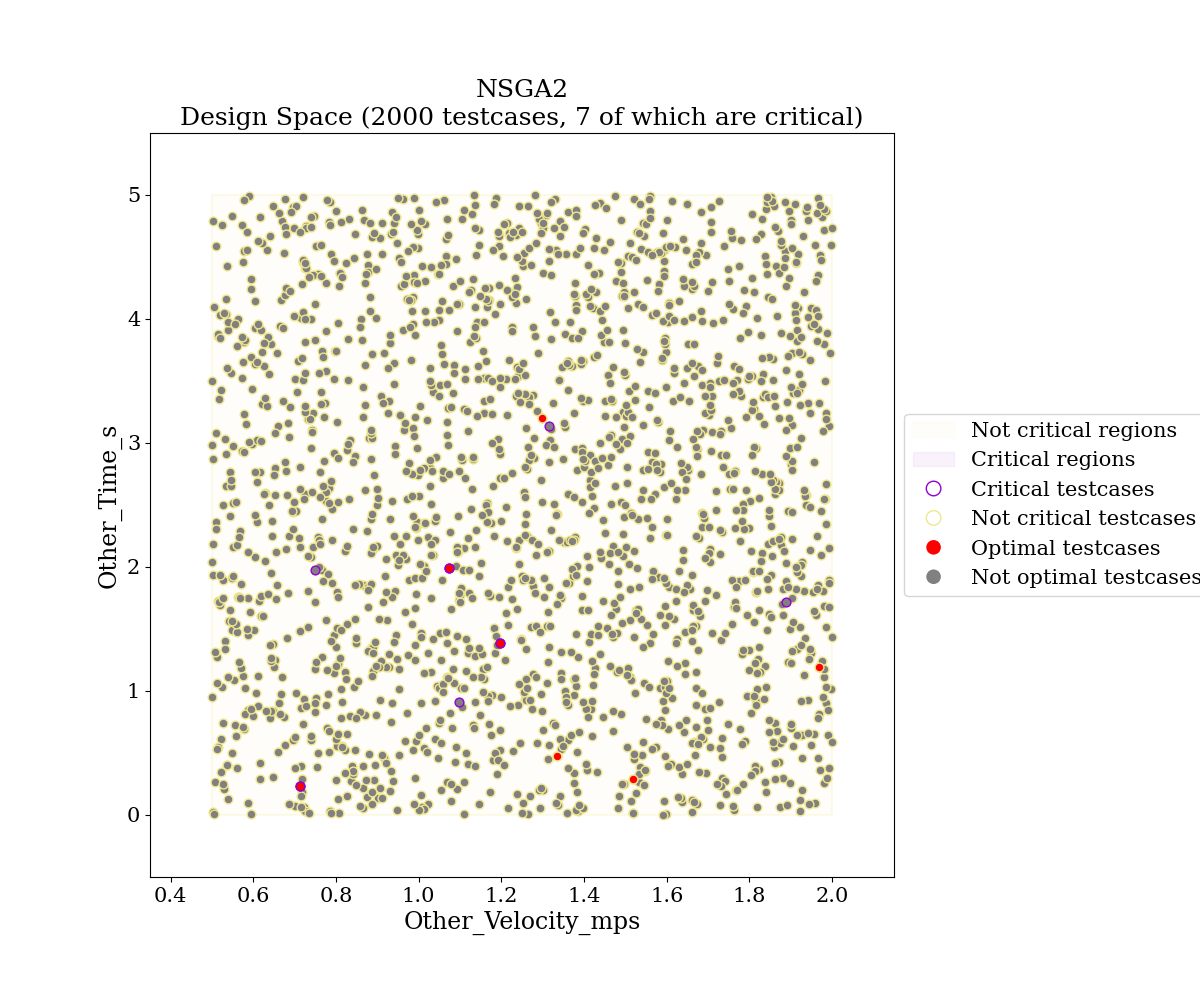 NSGA2
Design Space (2000 testcases, 7 of which are critical)
5
4
3
2
1
0
Other_Time_s
0.4 0.6 0.8 1.0 1.2 1.4 1.6 1.8 2.0
Other_Velocity_mps
Not critical regions
Critical regions
Critical testcases
Not critical testcases
Optimal testcases
Not optimal testcases